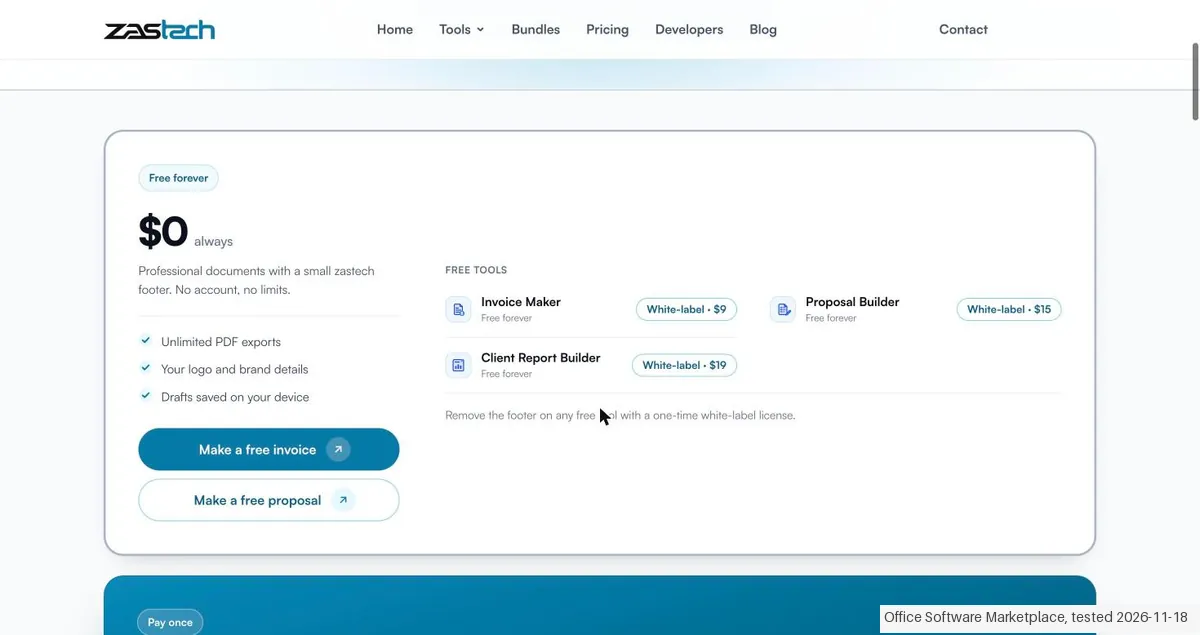 zastech
Home Tools Bundles Pricing Developers Blog Contact
Free forever
$0 always
Professional documents with a small zastech
footer. No account, no limits.
Unlimited PDF exports
Your logo and brand details
Drafts saved on your device
Make a free invoice
Make a free proposal
FREE TOOLS
Invoice Maker
Free forever
White-label · $9
Proposal Builder
Free forever
White-label · $15
Client Report Builder
Free forever
White-label · $19
Remove the footer on any free with a one-time white-label license.
Pay once
Office Software Marketplace, tested 2026-11-18